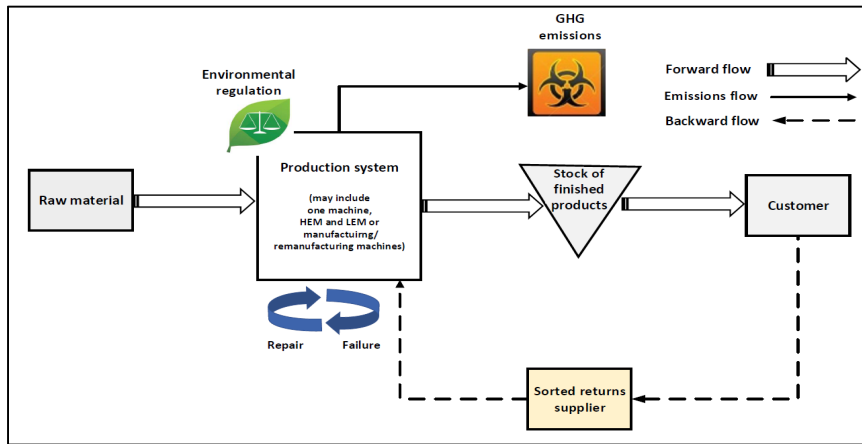 GHG
emissions
Environmental
regulation
Forward flow
Emissions flow
Backward flow
Raw material
Production system
(may include
one machine,
HEM and LEM or
manufactuirng/
remanufacturing machines)
Stock of
finished
products
Customer
Repair
Failure
Sorted returns
supplier